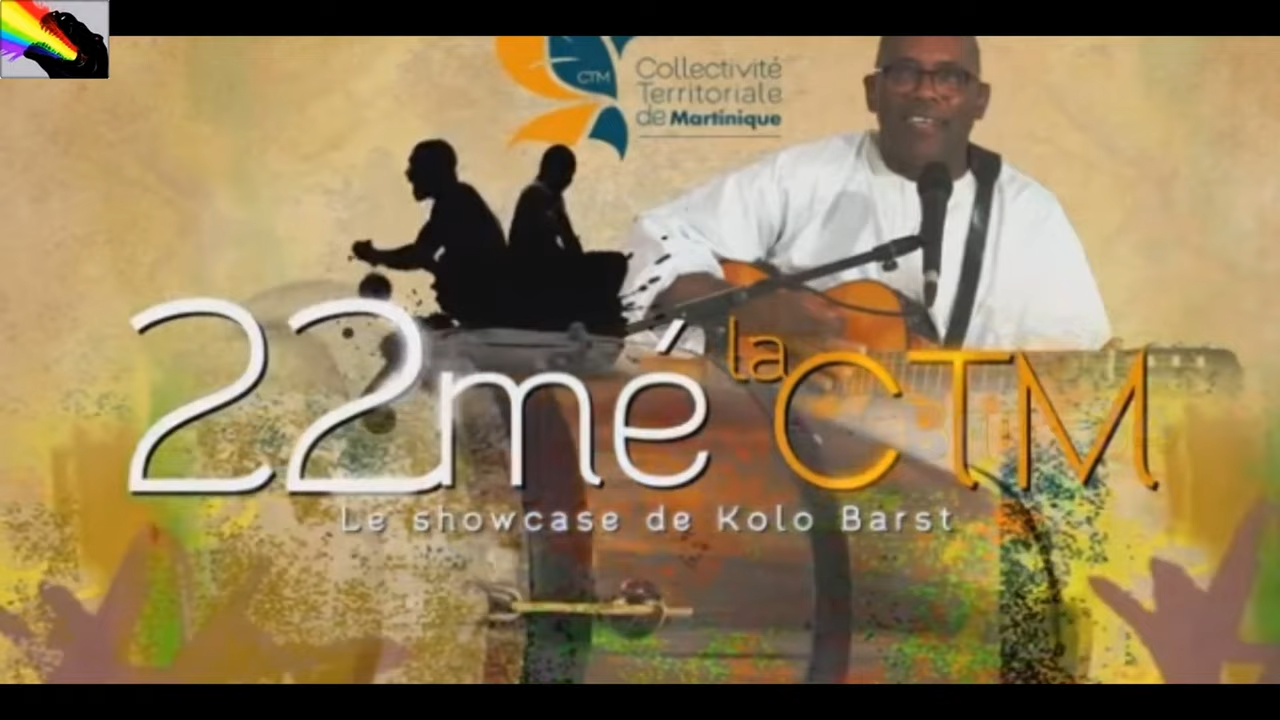 CTM
Collectivité
Territoriale
de Martinique
22mé la CTM
Le showcase de Kolo Barst